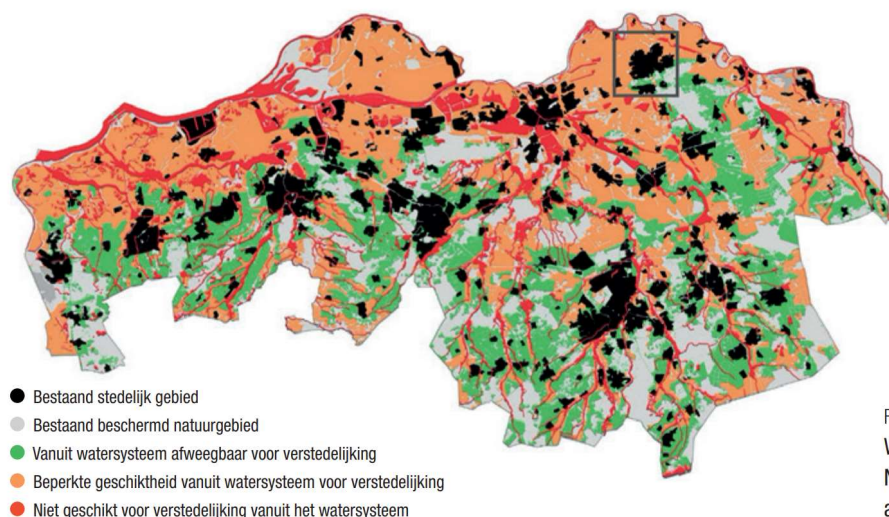 Bestaand stedelijk gebied
Bestaand beschermd natuurgebied
Vanuit watersysteem afweegbaar voor verstedelijking
Beperkte geschiktheid vanuit watersysteem voor verstedelijking
Niet geschikt voor verstedelijking vanuit het watersysteem